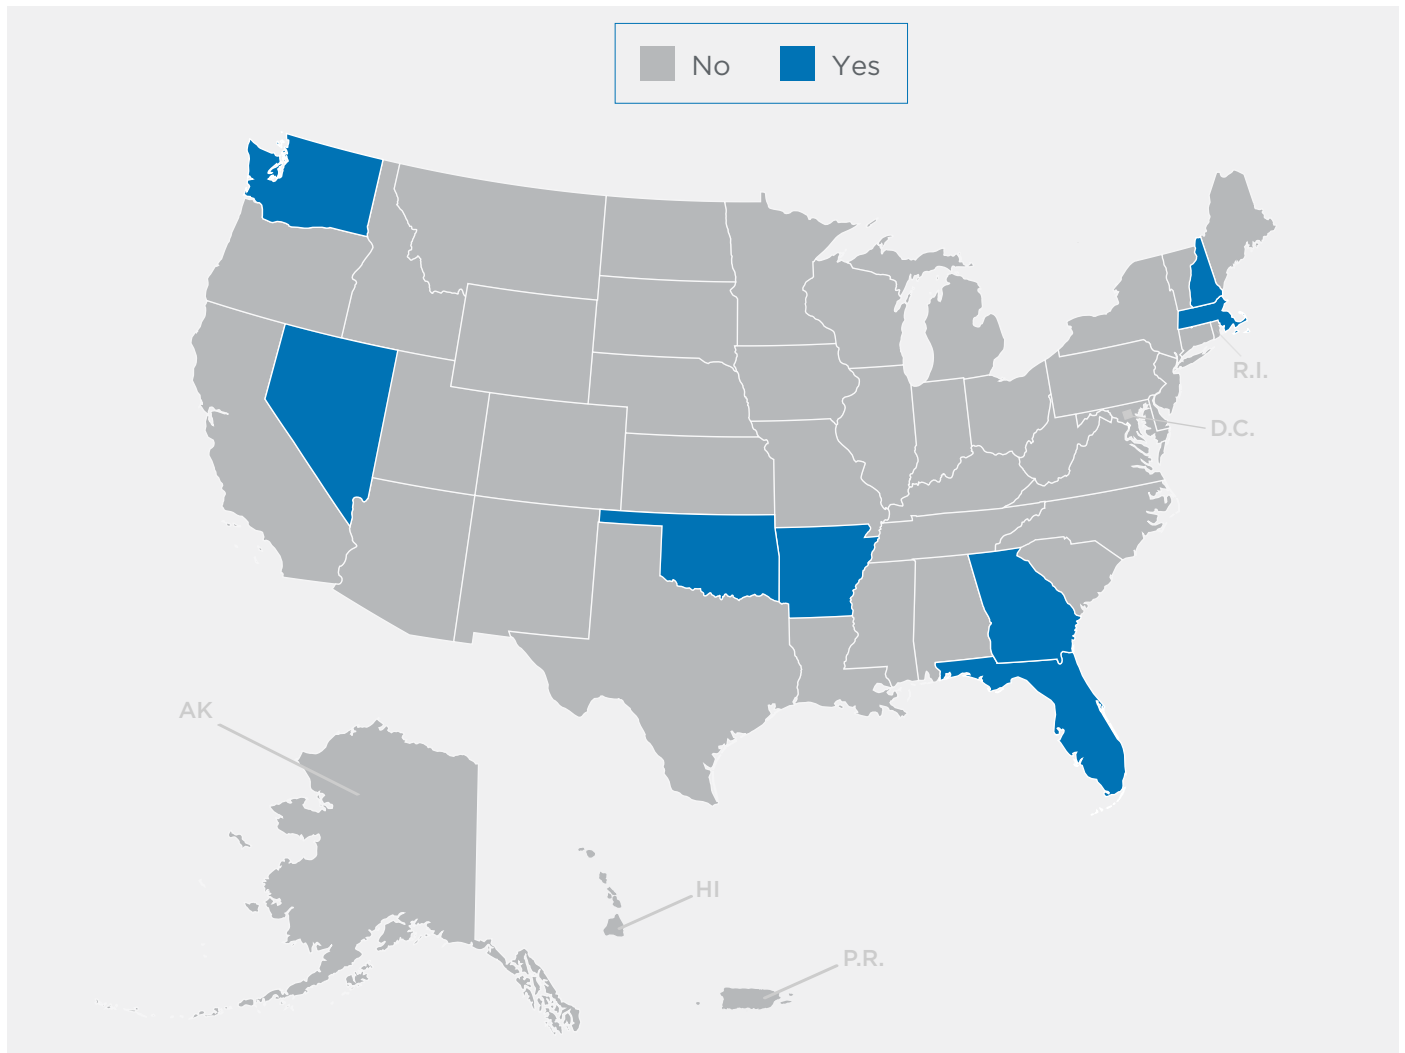 No Yes
R.I.
D.C.
AK
HI
P.R.